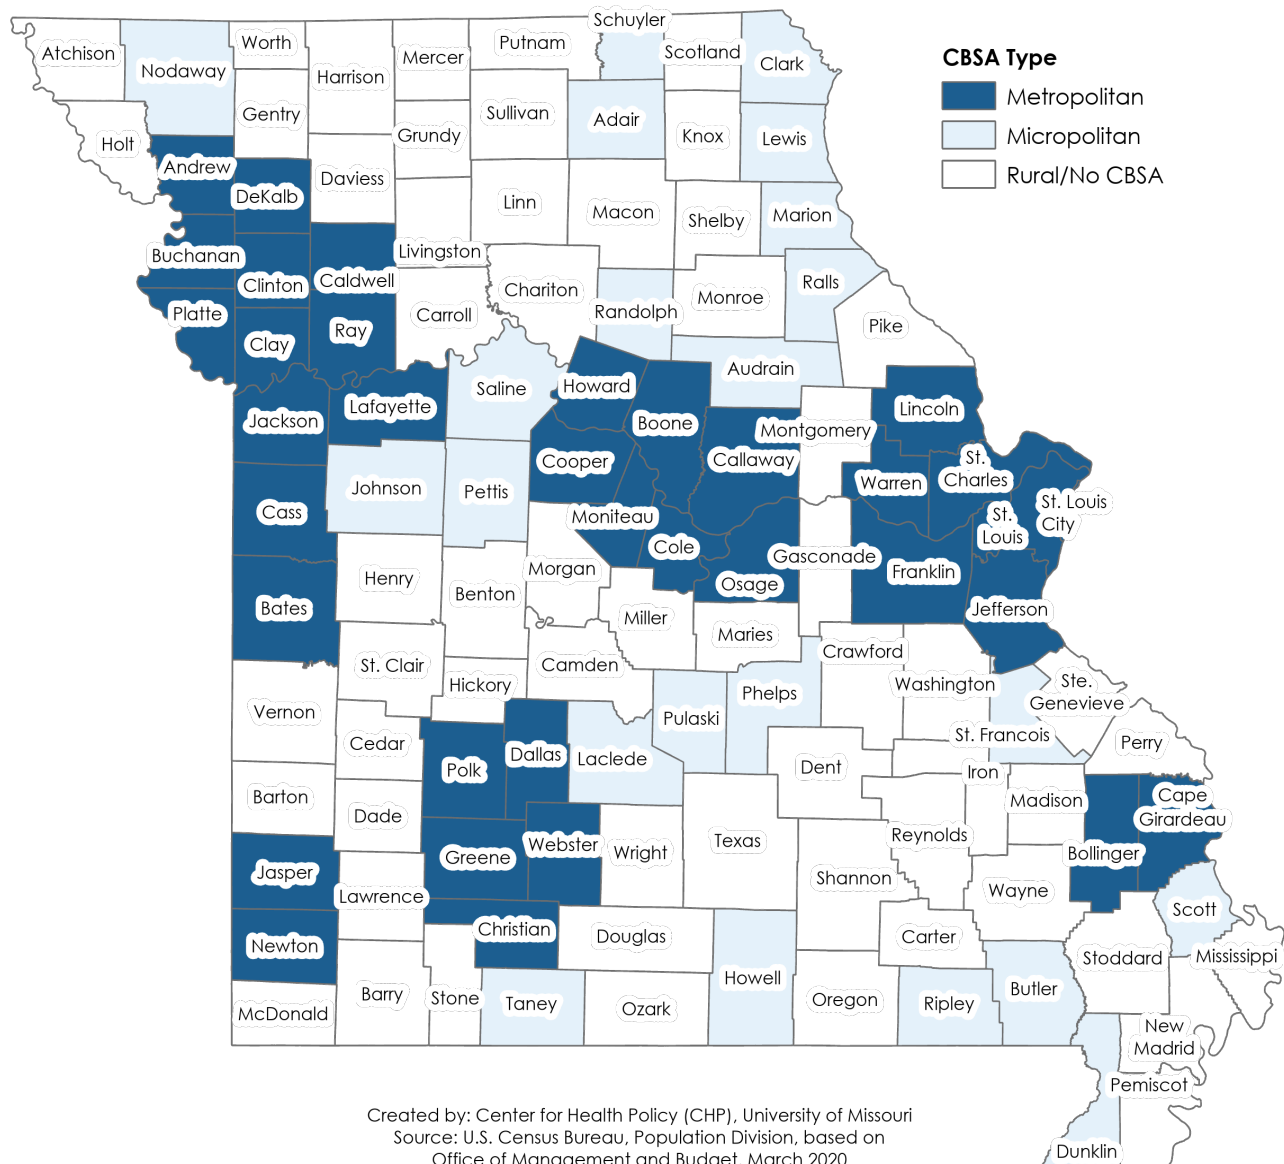 CBSA Type
Metropolitan
Micropolitan
Rural/No CBSA
Schuyler
Atchison
Nodaway
Worth
Harrison
Mercer
Putnam
Scotland
Clark
Gentry
Sullivan
Adair
Knox
Lewis
Holt
Grundy
Andrew
DeKalb
Daviess
Linn
Macon
Shelby
Marion
Buchanan
Clinton
Caldwell
Livingston
Chariton
Randolph
Monroe
Ralls
Platte
Clay
Ray
Carroll
Pike
Saline
Howard
Audrain
Jackson
Lafayette
Boone
Callaway
Montgomery
Lincoln
Cooper
Warren
St.
Charles
Johnson
Pettis
St. Louis
City
Cass
Moniteau
Cole
Osage
Gasconade
Franklin
St.
Louis
Jefferson
Bates
Henry
Benton
Morgan
Miller
Maries
Crawford
St. Clair
Hickory
Camden
Pulaski
Phelps
Washington
Ste.
Genevieve
St. Francois
Perry
Vernon
Cedar
Polk
Dallas
Laclede
Dent
Iron
Madison
Cape
Girardeau
Barton
Dade
Greene
Webster
Wright
Texas
Reynolds
Bollinger
Jasper
Lawrence
Shannon
Wayne
Scott
Newton
Christian
Douglas
Carter
Stoddard
Mississippi
McDonald
Barry
Stone
Taney
Ozark
Howell
Oregon
Ripley
Butler
New
Madrid
Pemiscot
Dunklin
Created by: Center for Health Policy (CHP), University of Missouri
Source: U.S. Census Bureau, Population Division, based on
Office of Management and Budget, March 2020